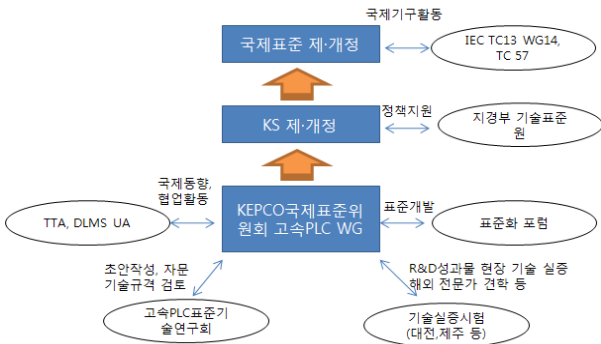 국제기구활동
국제표준 제·개정
IEC TC13 WG14,
TC 57
KS 제·개정
정책지원
지경부 기술표준
원
국제동향,
협업활동
TTA, DLMS UA
KEPCO국제표준위
원회 고속PLC WG
표준개발
표준화 포럼
초안작성, 자문
기술규격 검토
R&D성과물 현장 기술 실증
해외 전문가 견학 등
고속PLC표준기
술연구회
기술실증시험
(대전,제주 등)